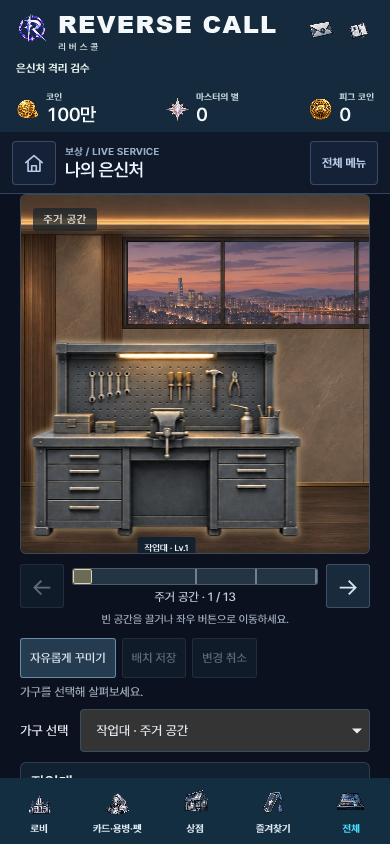 REVERSE CALL
리버스콜
은신처 격리 검수
코인
100만
마스터의 별
0
피그 코인
0
보상 / LIVE SERVICE
나의 은신처
전체 메뉴
주거 공간
작업대 · Lv.1
주거 공간 · 1 / 13
빈 공간을 끌거나 좌우 버튼으로 이동하세요.
자유롭게 꾸미기
배치 저장
변경 취소
가구를 선택해 살펴보세요.
가구 선택
작업대 · 주거 공간
로비
카드·용병·펫
상점
즐겨찾기
전체